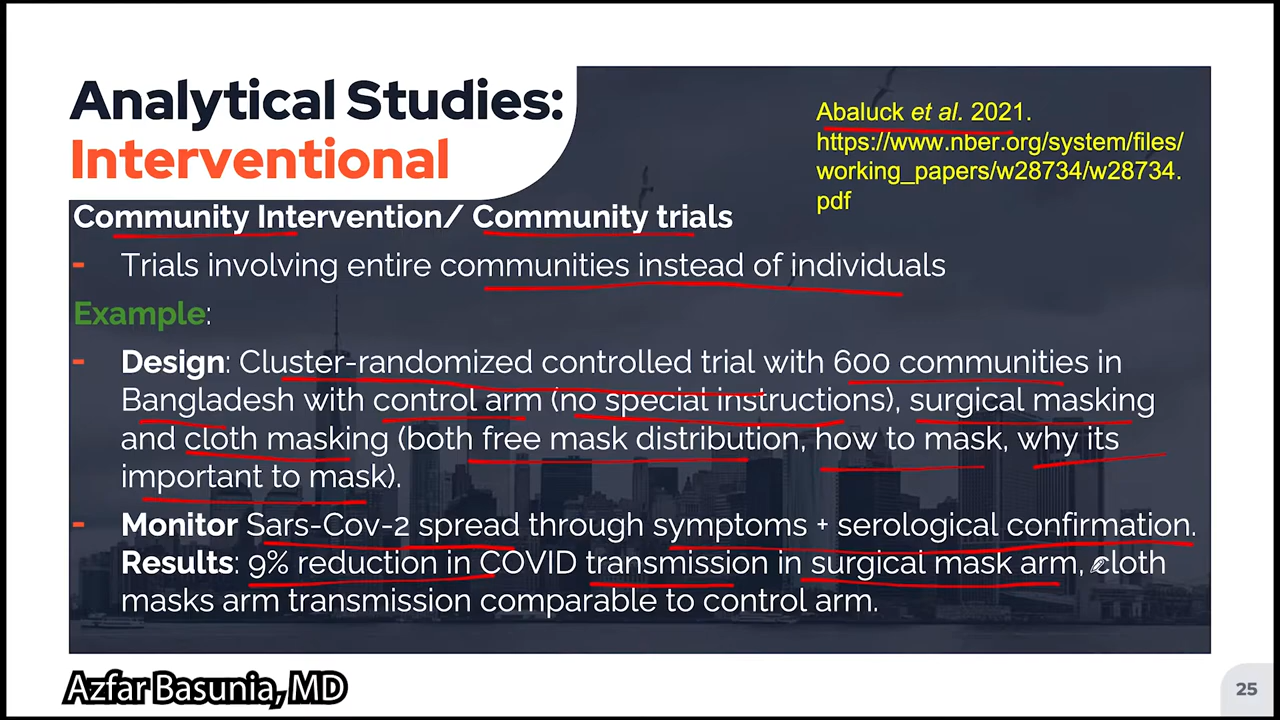 Analytical Studies:
Interventional
Abaluck et al. 2021.
https://www.nber.org/system/files/
working_papers/w28734/w28734.
pdf
Community Intervention/ Community trials
- Trials involving entire communities instead of individuals
Example:
- Design: Cluster-randomized controlled trial with 600 communities in
Bangladesh with control arm (no special instructions), surgical masking
and cloth masking (both free mask distribution, how to mask, why its
important to mask).
- Monitor Sars-Cov-2 spread through symptoms + serological confirmation.
Results: 9% reduction in COVID transmission in surgical mask arm, cloth
masks arm transmission comparable to control arm.
Azfar Basunia, MD
25